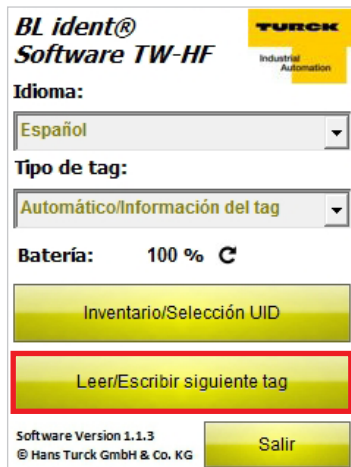 BL ident®
Software TW-HF
TURCK
Industrial
Automation
Idioma:
Español
Tipo de tag:
Automático/Información del tag
Batería: 100 %
Inventario/Selección UID
Leer/Escribir siguiente tag
Software Version 1.1.3
© Hans Turck GmbH & Co. KG
Salir